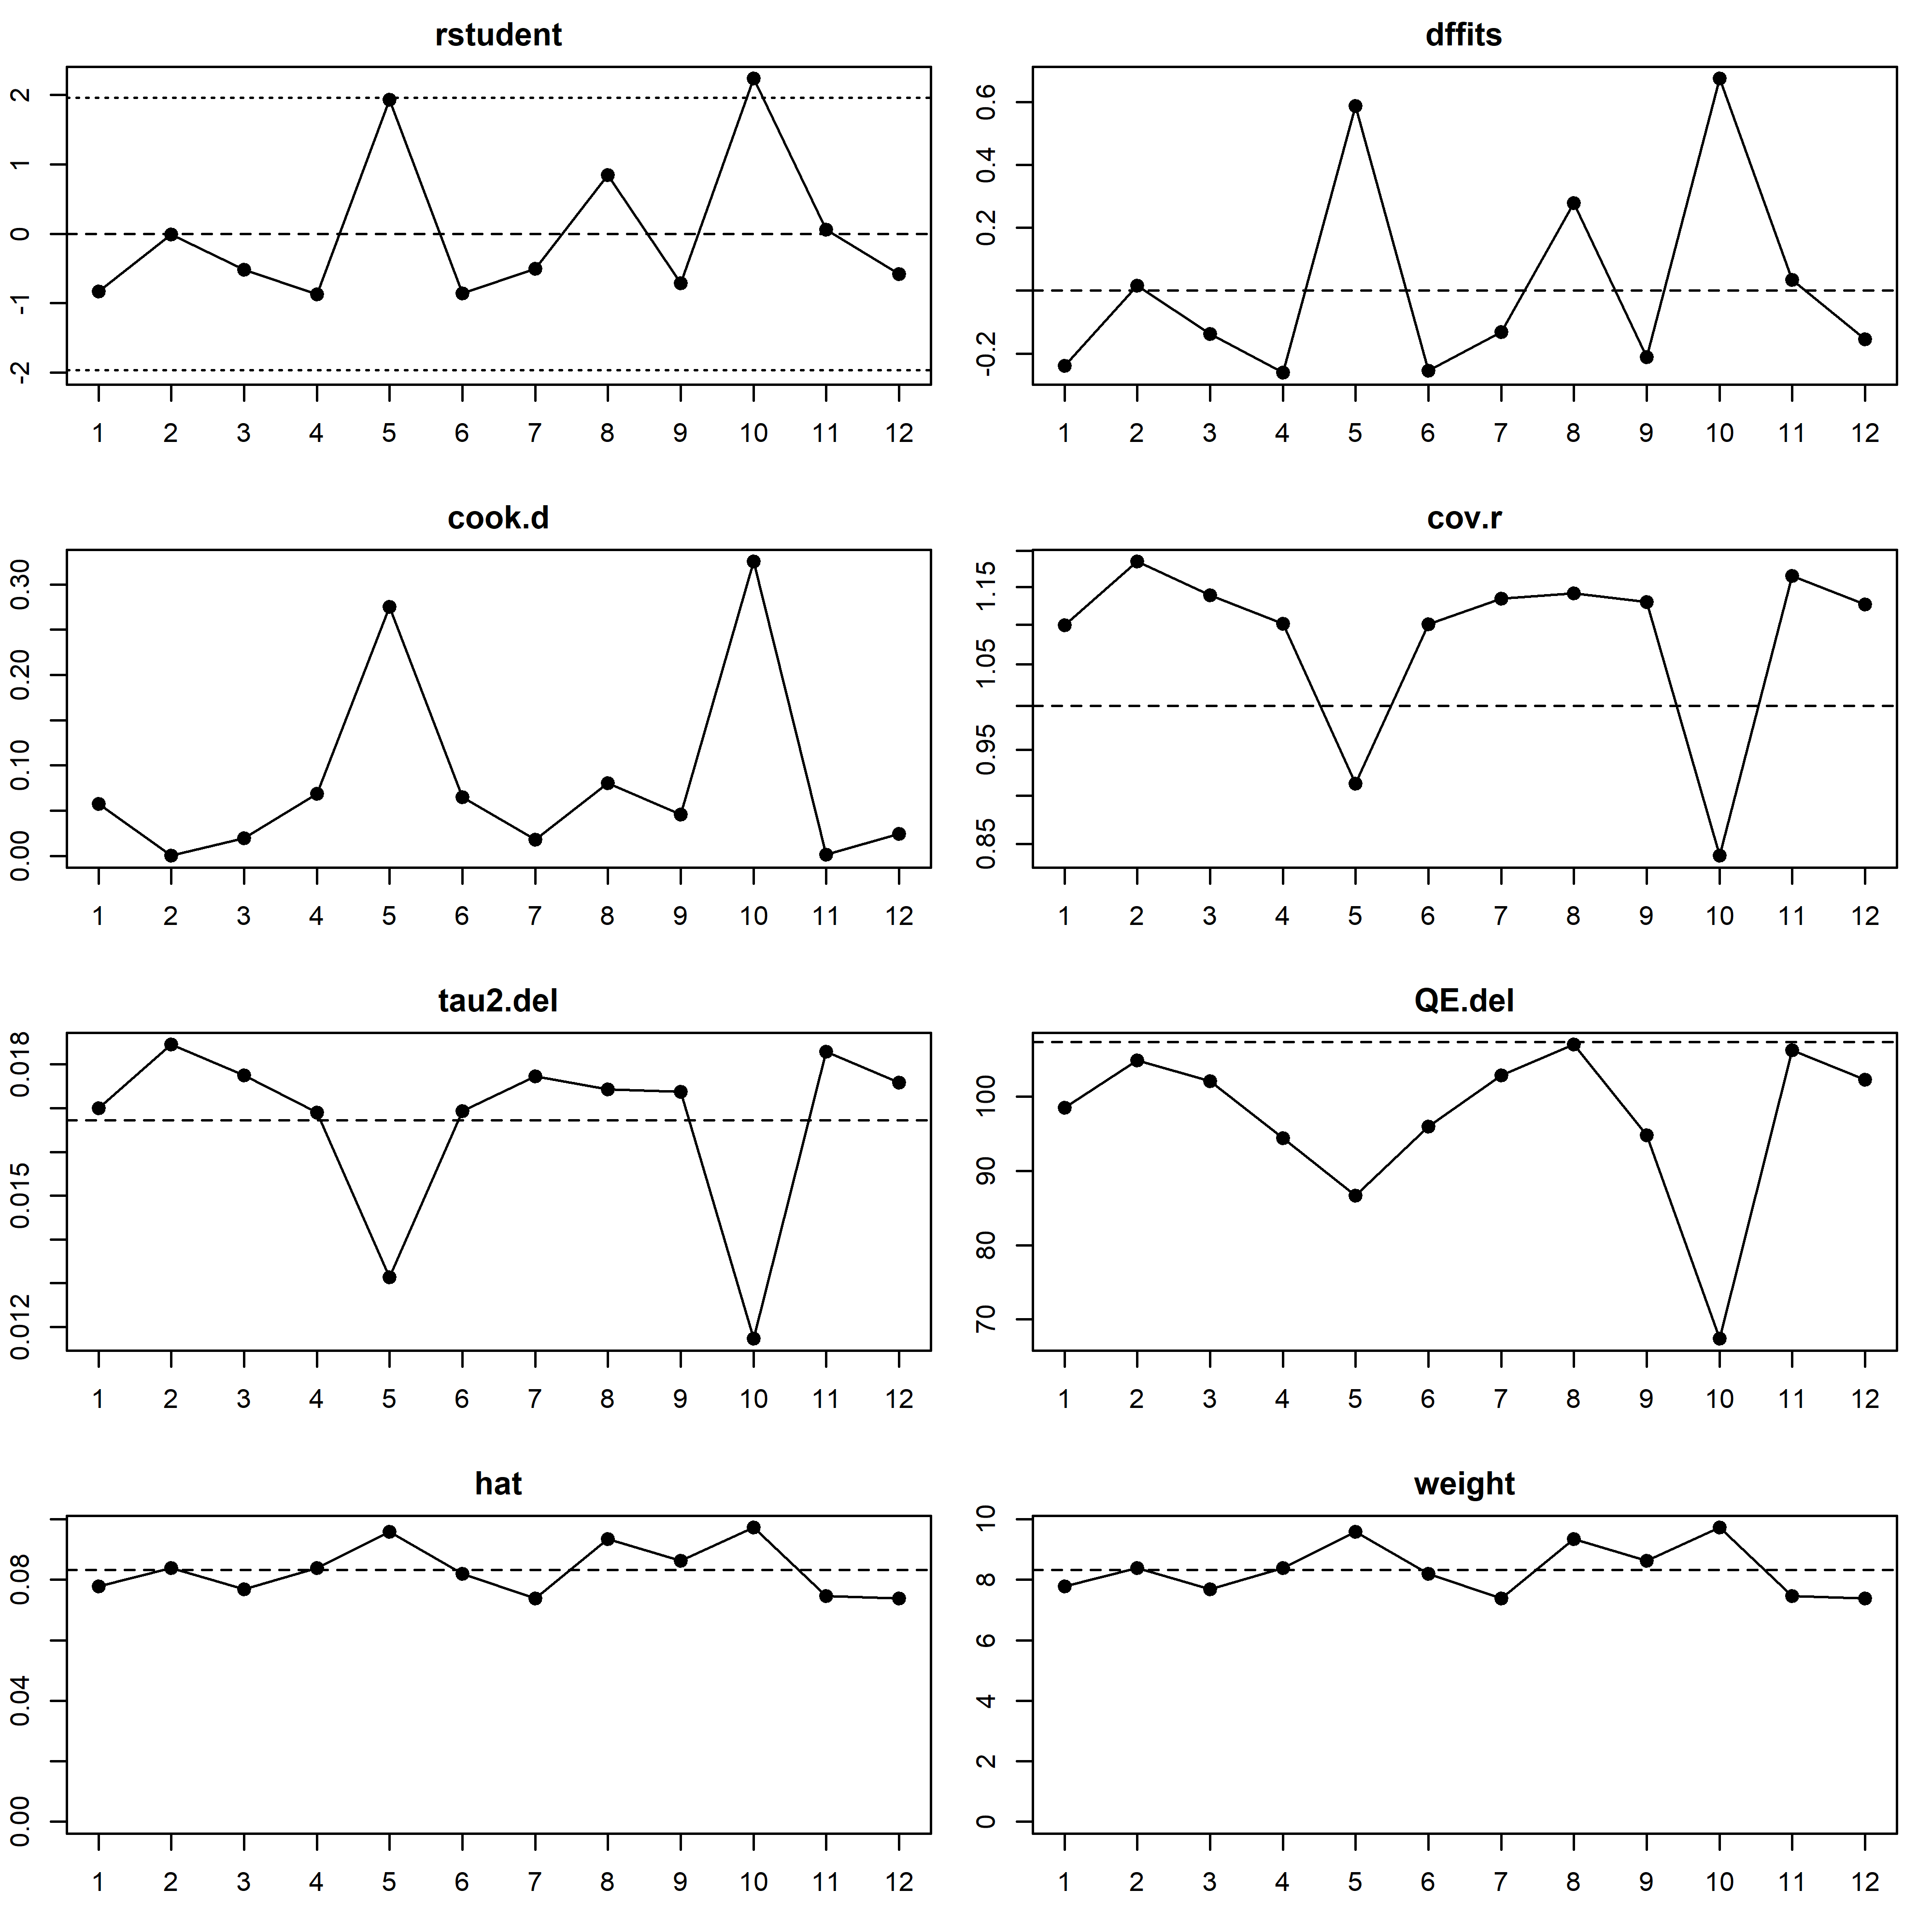 rstudent
2
1
0
-1
-2
1 2 3 4 5 6 7 8 9 10 11 12
dffits
0.6
0.4
0.2
-0.2
1 2 3 4 5 6 7 8 9 10 11 12
cook.d
0.30
0.20
0.10
0.00
1 2 3 4 5 6 7 8 9 10 11 12
cov.r
1.15
1.05
0.95
0.85
1 2 3 4 5 6 7 8 9 10 11 12
tau2.del
0.018
0.015
0.012
1 2 3 4 5 6 7 8 9 10 11 12
QE.del
100
90
80
70
1 2 3 4 5 6 7 8 9 10 11 12
hat
0.08
0.04
0.00
1 2 3 4 5 6 7 8 9 10 11 12
weight
10
8
6
4
2
0
1 2 3 4 5 6 7 8 9 10 11 12